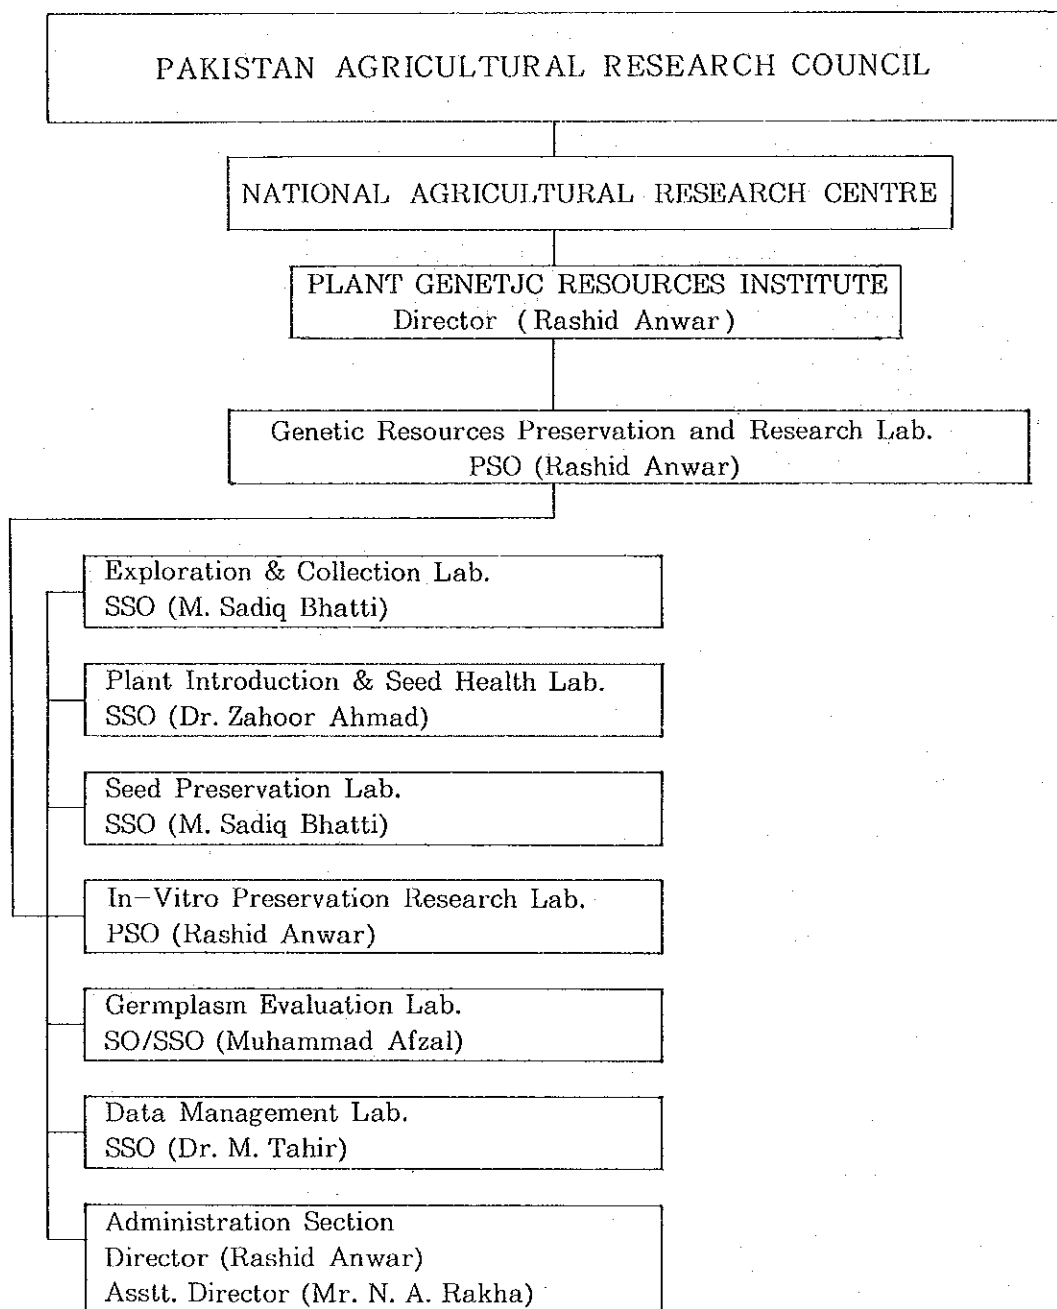 PAKISTAN AGRICULTURAL RESEARCH COUNCIL
NATIONAL AGRICULTURAL RESEARCH CENTRE
PLANT GENETJC RESOURCES INSTITUTE
Director (Rashid Anwar)
Genetic Resources Preservation and Research Lab.
PSO (Rashid Anwar)
Exploration & Collection Lab.
SSO (M. Sadiq Bhatti)
Plant Introduction & Seed Health Lab.
SSO (Dr. Zahoor Ahmad)
Seed Preservation Lab.
SSO (M. Sadiq Bhatti)
In-Vitro Preservation Research Lab.
PSO (Rashid Anwar)
Germplasm Evaluation Lab.
SO/SSO (Muhammad Afzal)
Data Management Lab.
SSO (Dr. M. Tahir)
Administration Section
Director (Rashid Anwar)
Asstt. Director (Mr. N. A. Rakha)